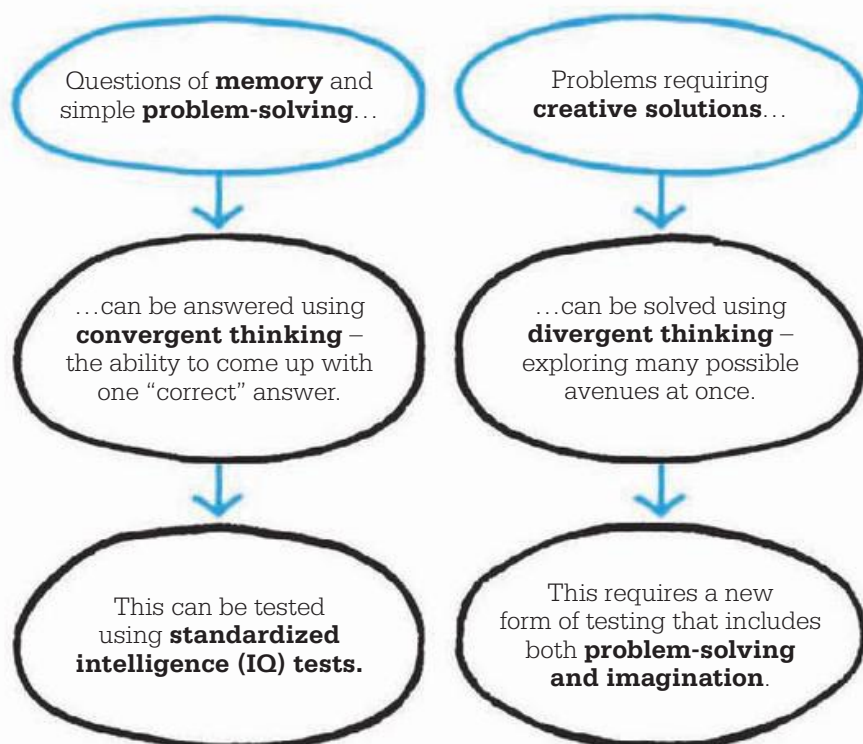 Questions of memory and
simple problem-solving...
…can be answered using
convergent thinking –
the ability to come up with
one “correct” answer.
This can be tested
using standardized
intelligence (IQ) tests.
Problems requiring
creative solutions...
…can be solved using
divergent thinking –
exploring many possible
avenues at once.
This requires a new
form of testing that includes
both problem-solving
and imagination.